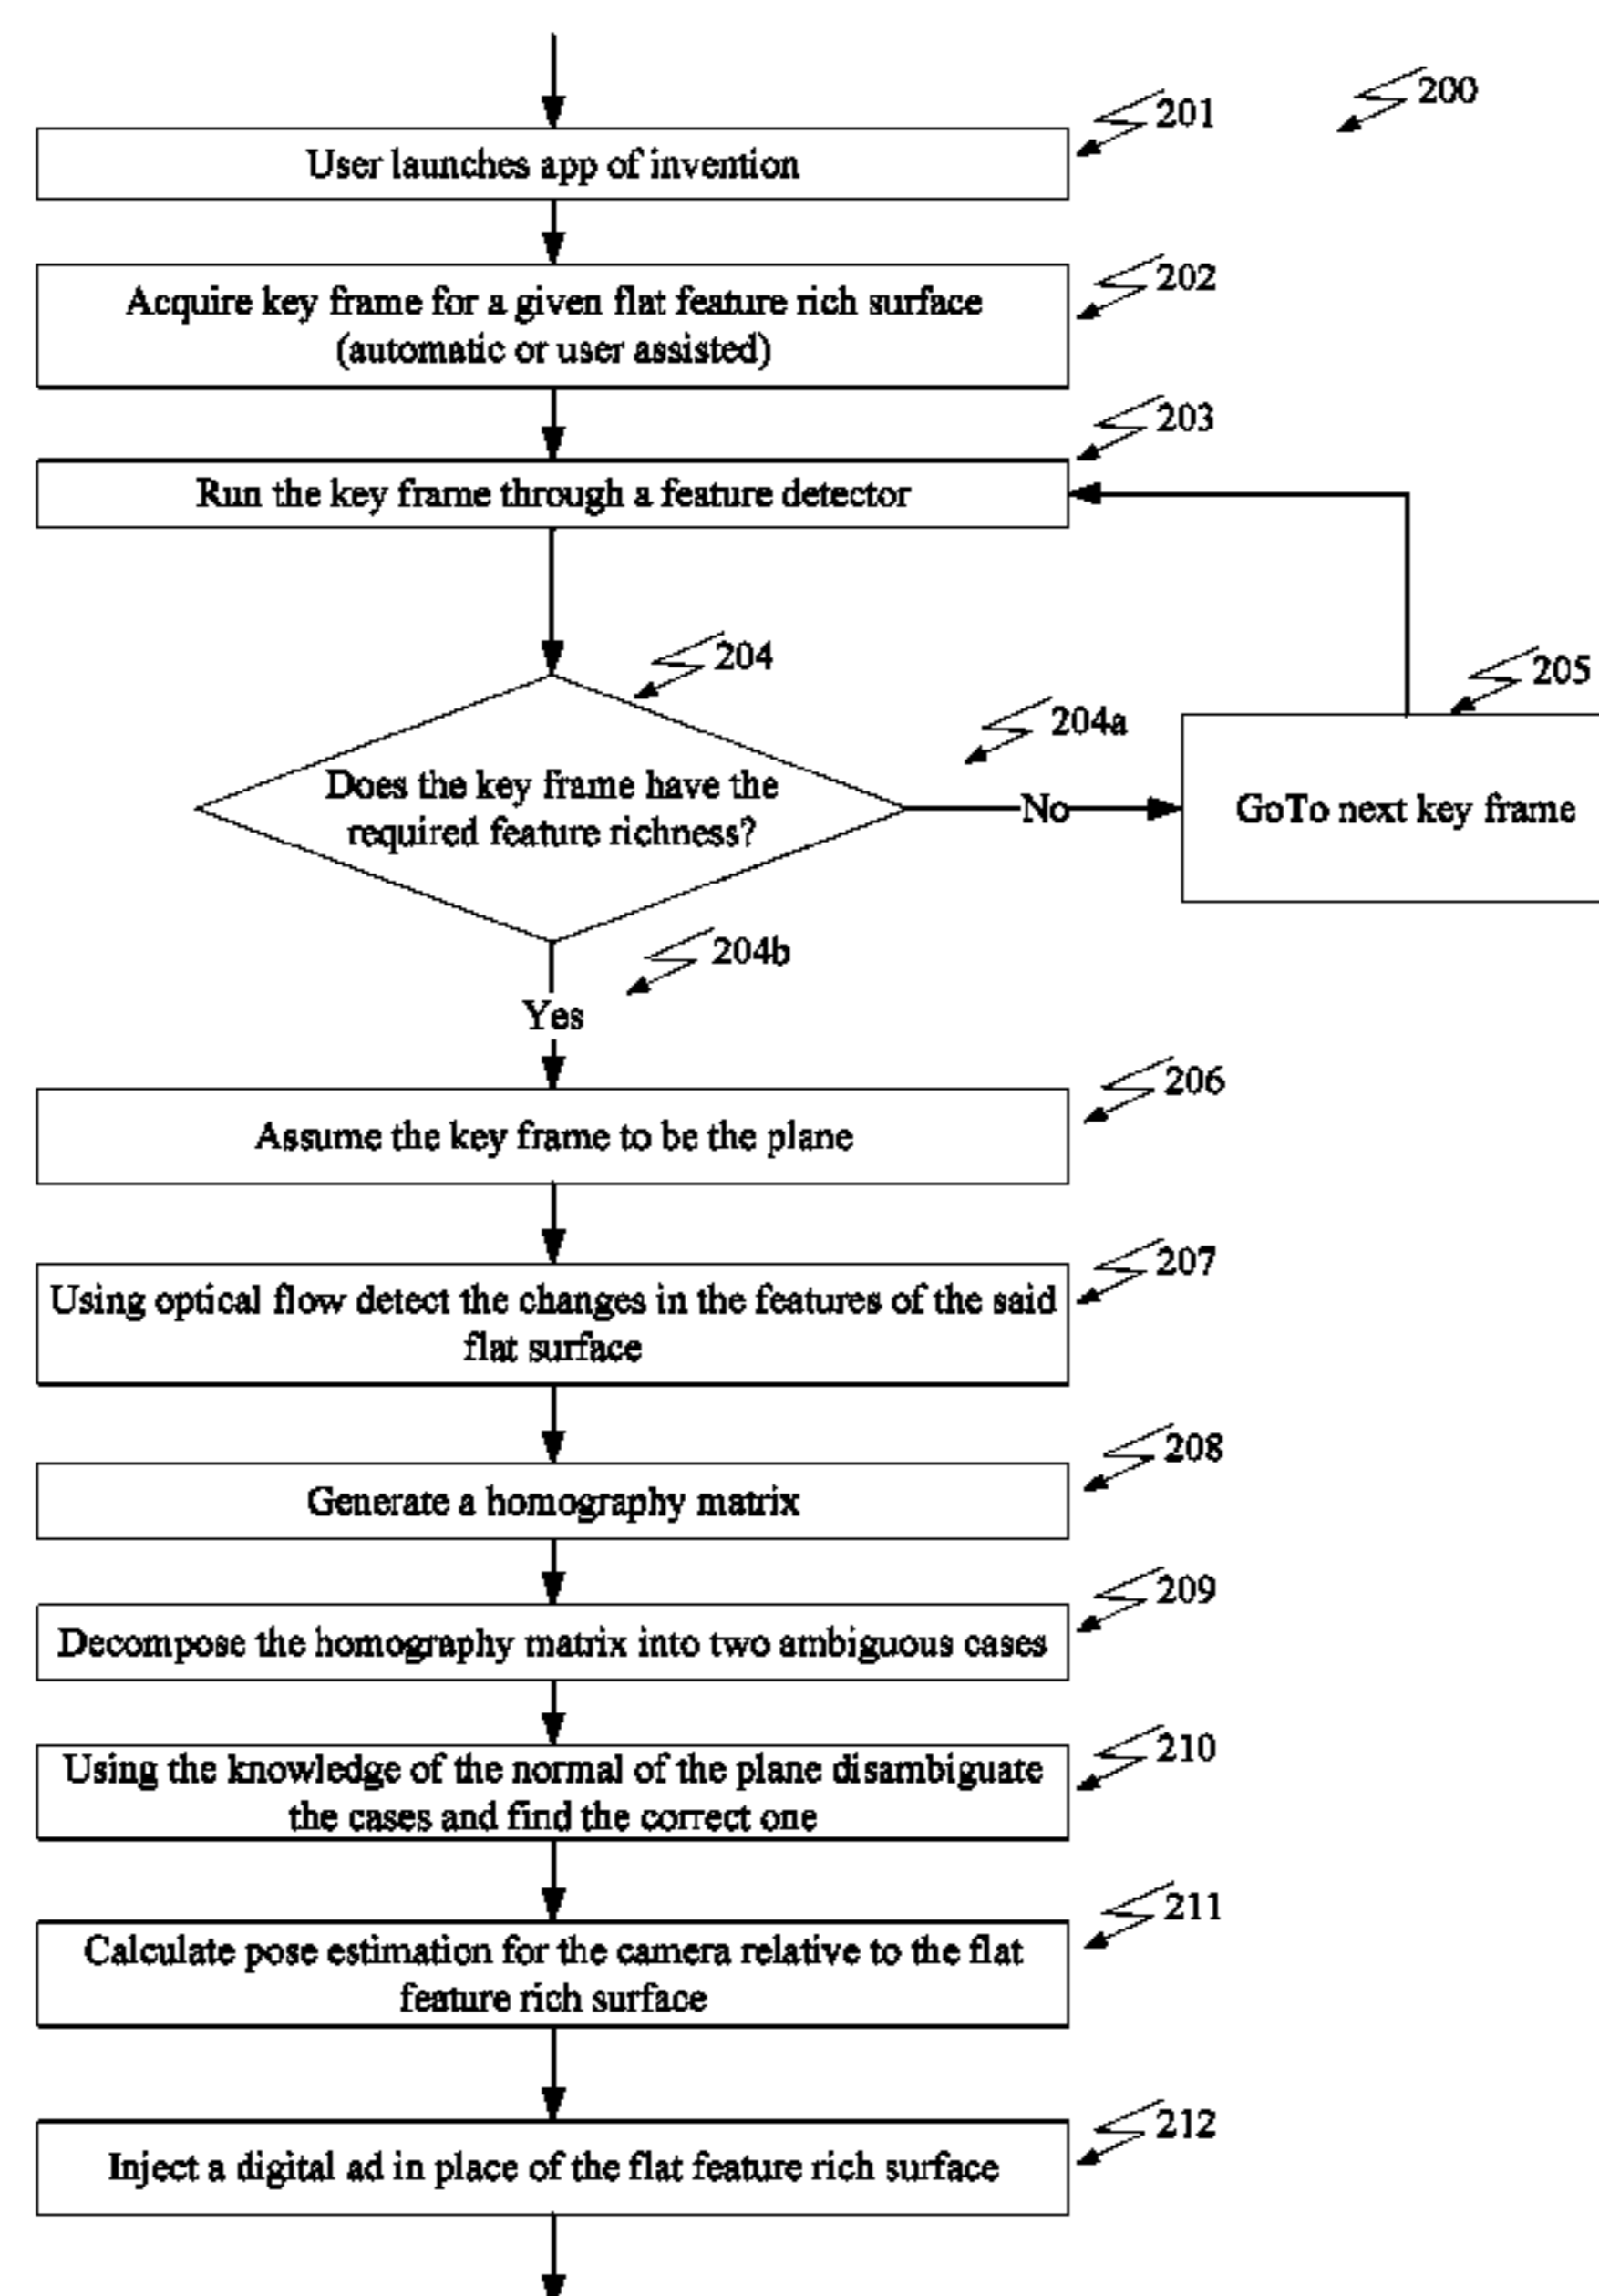 200
201
User launches app of invention
202
Acquire key frame for a given flat feature rich surface
(automatic or user assisted)
203
Run the key frame through a feature detector
204
Does the key frame have the
required feature richness?
204a
No
205
GoTo next key frame
204b
Yes
206
Assume the key frame to be the plane
207
Using optical flow detect the changes in the features of the said
flat surface
208
Generate a homography matrix
209
Decompose the homography matrix into two ambiguous cases
210
Using the knowledge of the normal of the plane disambiguate
the cases and find the correct one
211
Calculate pose estimation for the camera relative to the flat
feature rich surface
212
Inject a digital ad in place of the flat feature rich surface